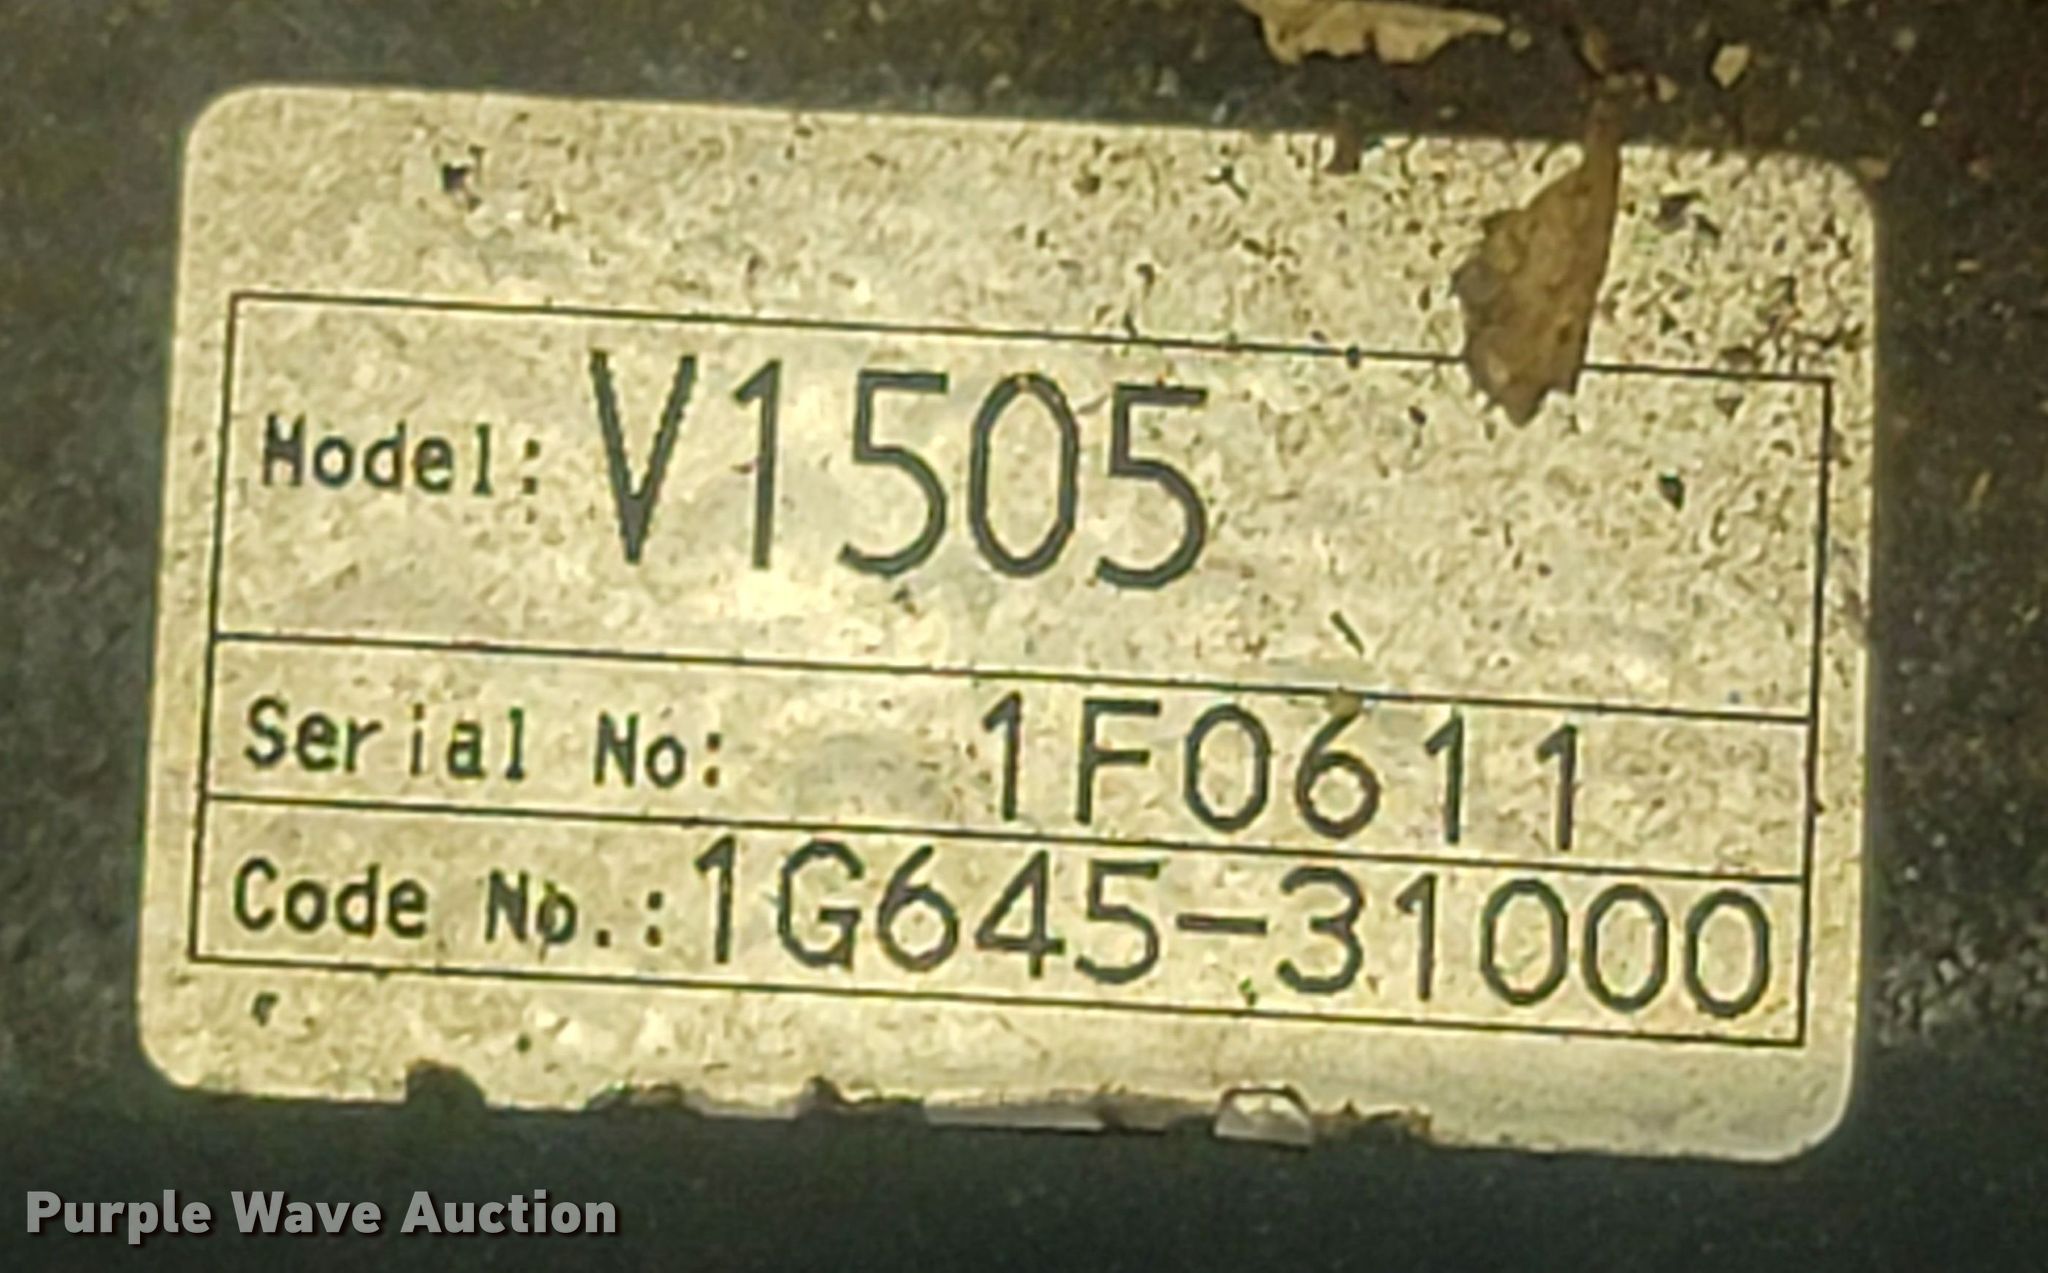 Model: V1505
Serial No: 1F0611
Code No.: 1G645-31000
Purple Wave Auction